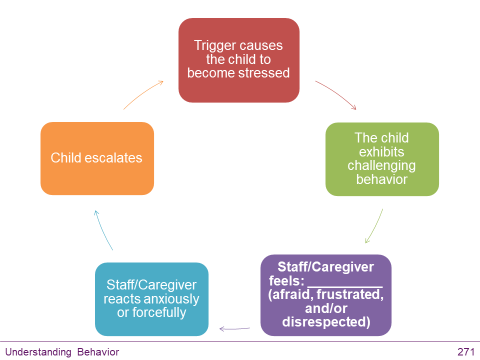 Trigger causes
the child to
become stressed
The child
exhibits
challenging
behavior
Staff/Caregiver
feels: __________
(afraid, frustrated,
and/or
disrespected)
Staff/Caregiver
reacts anxiously
or forcefully
Child escalates
Understanding Behavior
271